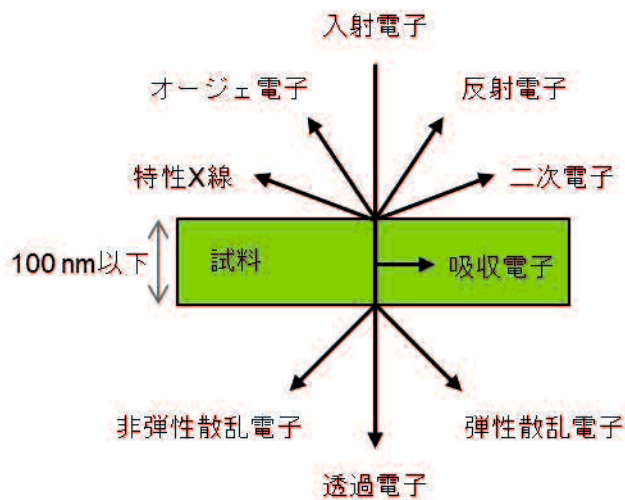 入射電子
オージェ電子
反射電子
特性X線
二次電子
100 nm以下
試料
吸収電子
非弾性散乱電子
弾性散乱電子
透過電子